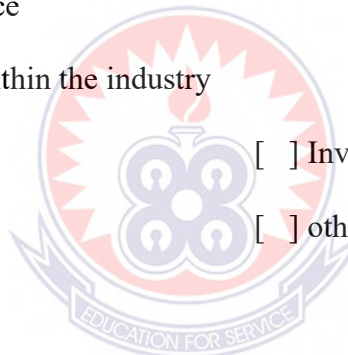 ce
thin the industry
[ ] Inv
[ ] oth
EDUCATION FOR SERVICE